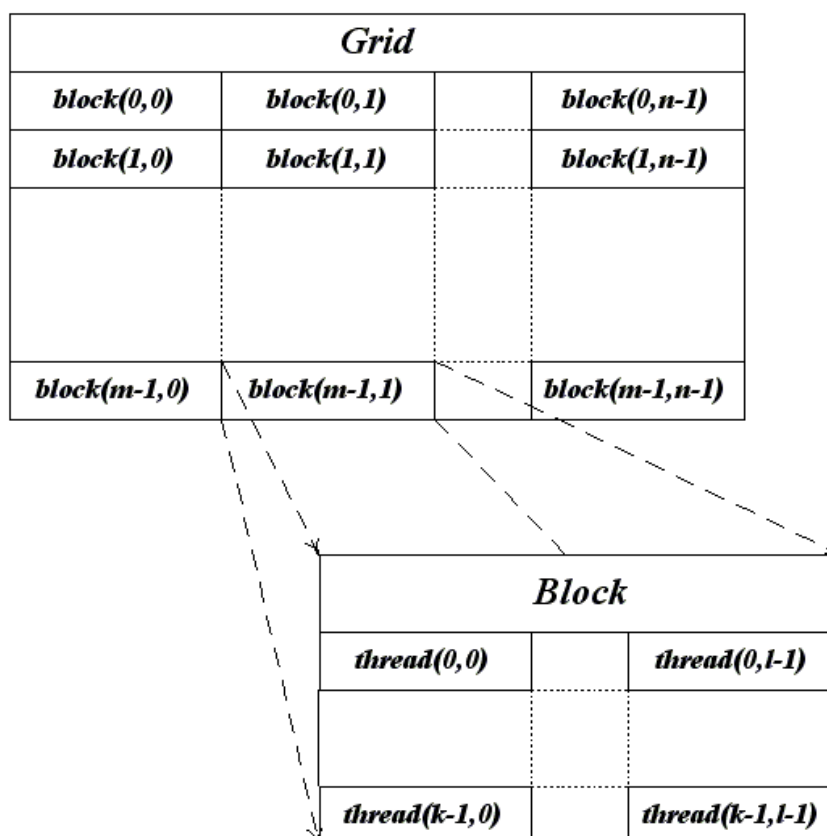 Grid
block(0,0) block(0,1) block(0,n-1)
block(1,0) block(1,1) block(1,n-1)
block(m-1,0) block(m-1,1) block(m-1,n-1)
Block
thread(0,0) thread(0,l-1)
thread(k-1,0) thread(k-1,l-1)